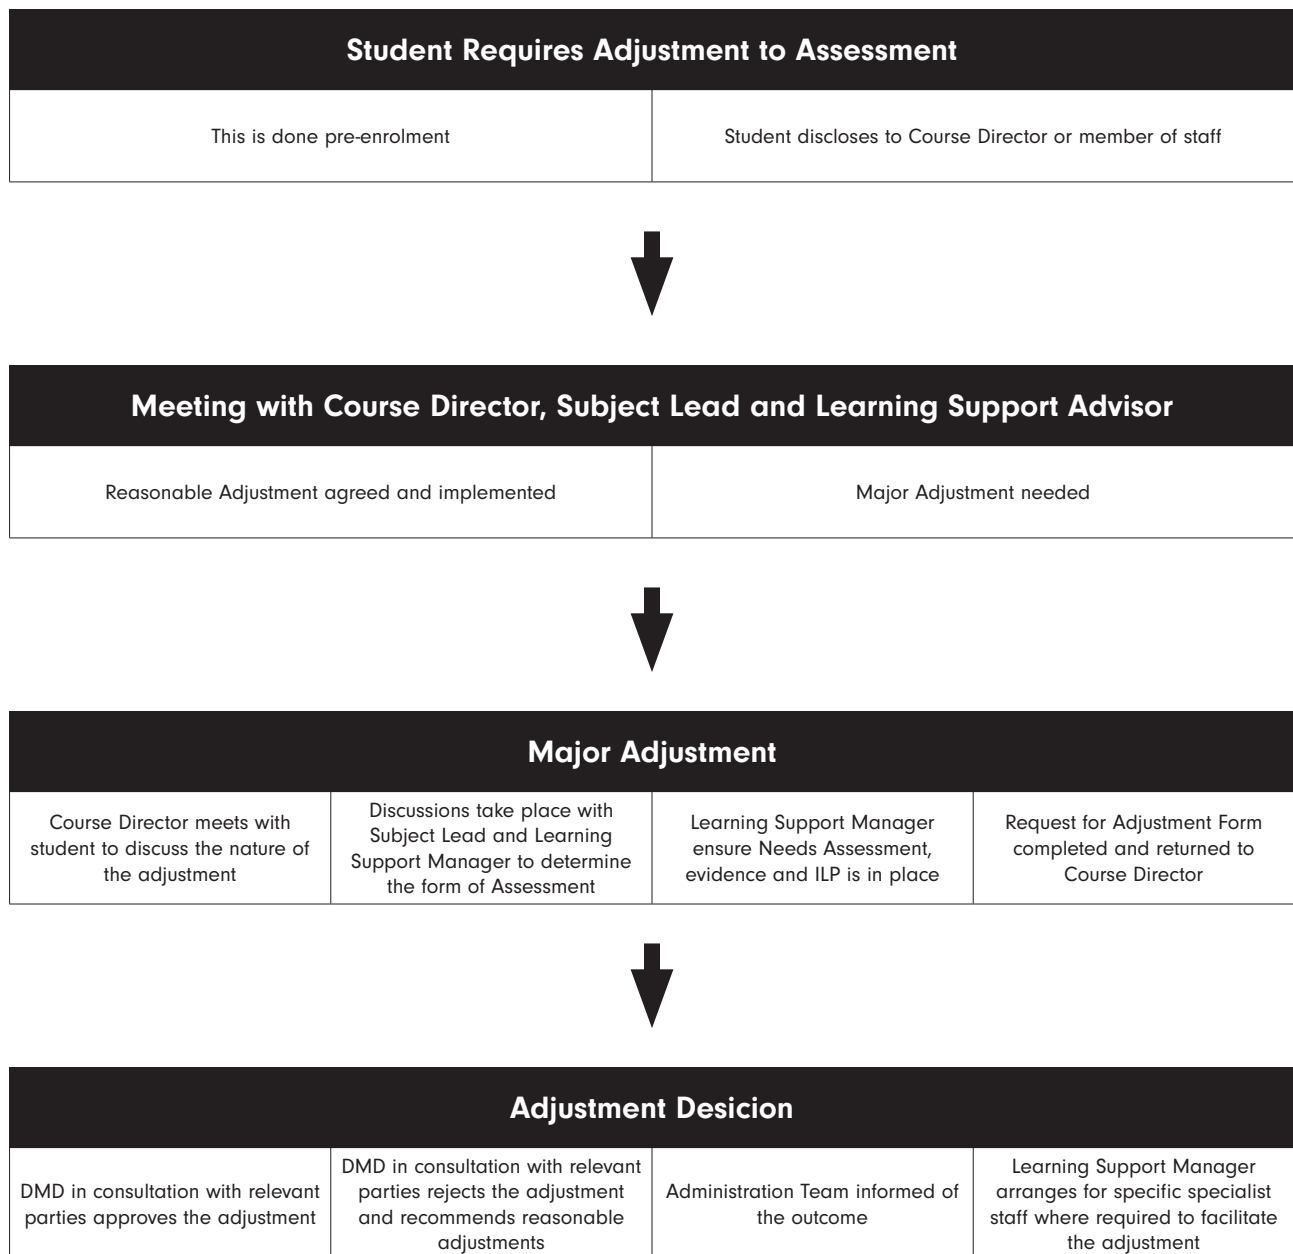 Student Requires Adjustment to Assessment
This is done pre-enrolment
Student discloses to Course Director or member of staff
Meeting with Course Director, Subject Lead and Learning Support Advisor
Reasonable Adjustment agreed and implemented
Major Adjustment needed
Major Adjustment
Course Director meets with
student to discuss the nature of
the adjustment
Discussions take place with
Subject Lead and Learning
Support Manager to determine
the form of Assessment
Learning Support Manager
ensure Needs Assessment,
evidence and ILP is in place
Request for Adjustment Form
completed and returned to
Course Director
Adjustment Desicion
DMD in consultation with relevant
parties approves the adjustment
DMD in consultation with relevant
parties rejects the adjustment
and recommends reasonable
adjustments
Administration Team informed of
the outcome
Learning Support Manager
arranges for specific specialist
staff where required to facilitate
the adjustment